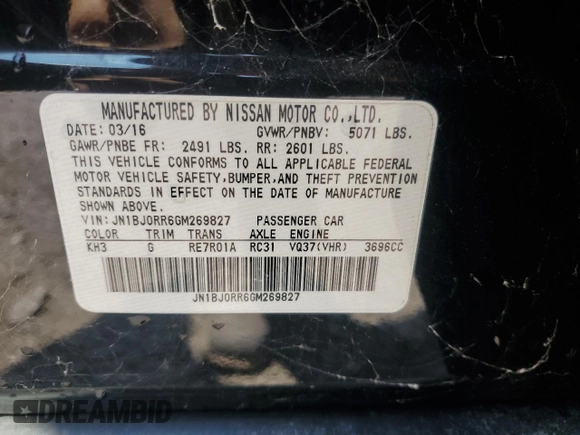 MANUFACTURED BY NISSAN MOTOR CO.,LTD.
DATE: 03/16 GVWR/PNBV: 5071 LBS.
GAWR/PNBE FR: 2491 LBS. RR: 2601 LBS.
THIS VEHICLE CONFORMS TO ALL APPLICABLE FEDERAL
MOTOR VEHICLE SAFETY,BUMPER,AND THEFT PREVENTION
STANDARDS IN EFFECT ON THE DATE OF MANUFACTURE
SHOWN ABOVE.
VIN: JN1BJ0RR6GM269827 PASSENGER CAR
COLOR TRIM TRANS AXLE ENGINE
KH3 G RE7R01A RC31 VQ37(VHR) 3696CC
JN1BJ0RR6GM269827
DREAMBID